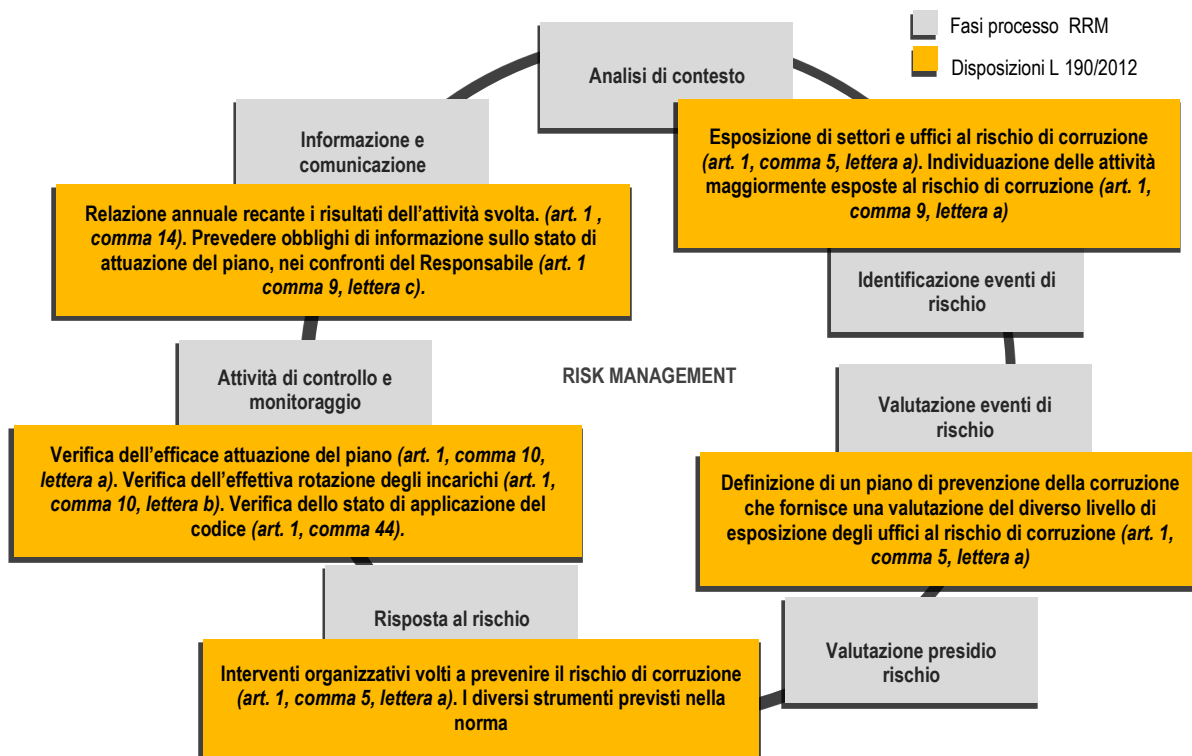 Fasi processo RRM
Disposizioni L 190/2012
Analisi di contesto
Esposizione di settori e uffici al rischio di corruzione
(art. 1, comma 5, lettera a). Individuazione delle attività
maggiormente esposte al rischio di corruzione (art. 1,
comma 9, lettera a)
Identificazione eventi di
rischio
Valutazione eventi di
rischio
Definizione di un piano di prevenzione della corruzione
che fornisce una valutazione del diverso livello di
esposizione degli uffici al rischio di corruzione (art. 1,
comma 5, lettera a)
Valutazione presidio
rischio
Risposta al rischio
Interventi organizzativi volti a prevenire il rischio di corruzione
(art. 1, comma 5, lettera a). I diversi strumenti previsti nella
norma
Attività di controllo e
monitoraggio
Verifica dell’efficace attuazione del piano (art. 1, comma 10,
lettera a). Verifica dell’effettiva rotazione degli incarichi (art. 1,
comma 10, lettera b). Verifica dello stato di applicazione del
codice (art. 1, comma 44).
Informazione e
comunicazione
Relazione annuale recante i risultati dell’attività svolta. (art. 1 ,
comma 14). Prevedere obblighi di informazione sullo stato di
attuazione del piano, nei confronti del Responsabile (art. 1
comma 9, lettera c).
RISK MANAGEMENT